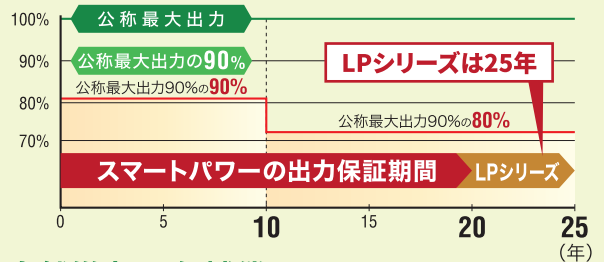 100%
公称最大出力
90%
公称最大出力の90%
LPシリーズは25年
公称最大出力90%の90%
80%
公称最大出力90%の80%
70%
スマートパワーの出力保証期間
LPシリーズ
0 5 10 15 20 25
(年)